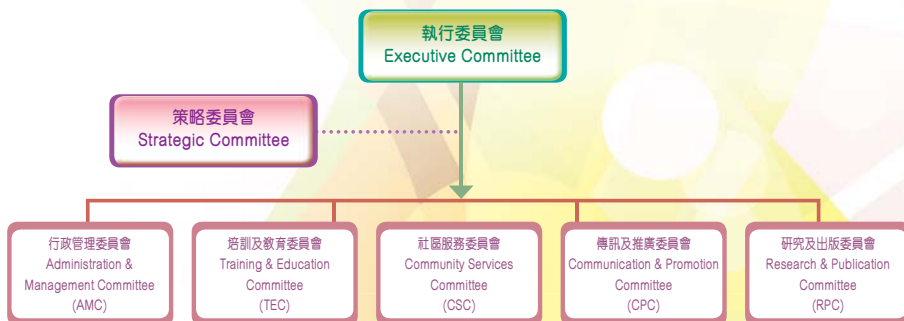 執行委員會
Executive Committee
策略委員會
Strategic Committee
行政管理委員會
Administration &
Management Committee
(AMC)
培訓及教育委員會
Training & Education
Committee
(TEC)
社區服務委員會
Community Services
Committee
(CSC)
傳訊及推廣委員會
Communication & Promotion
Committee
(CPC)
研究及出版委員會
Research & Publication
Committee
(RPC)